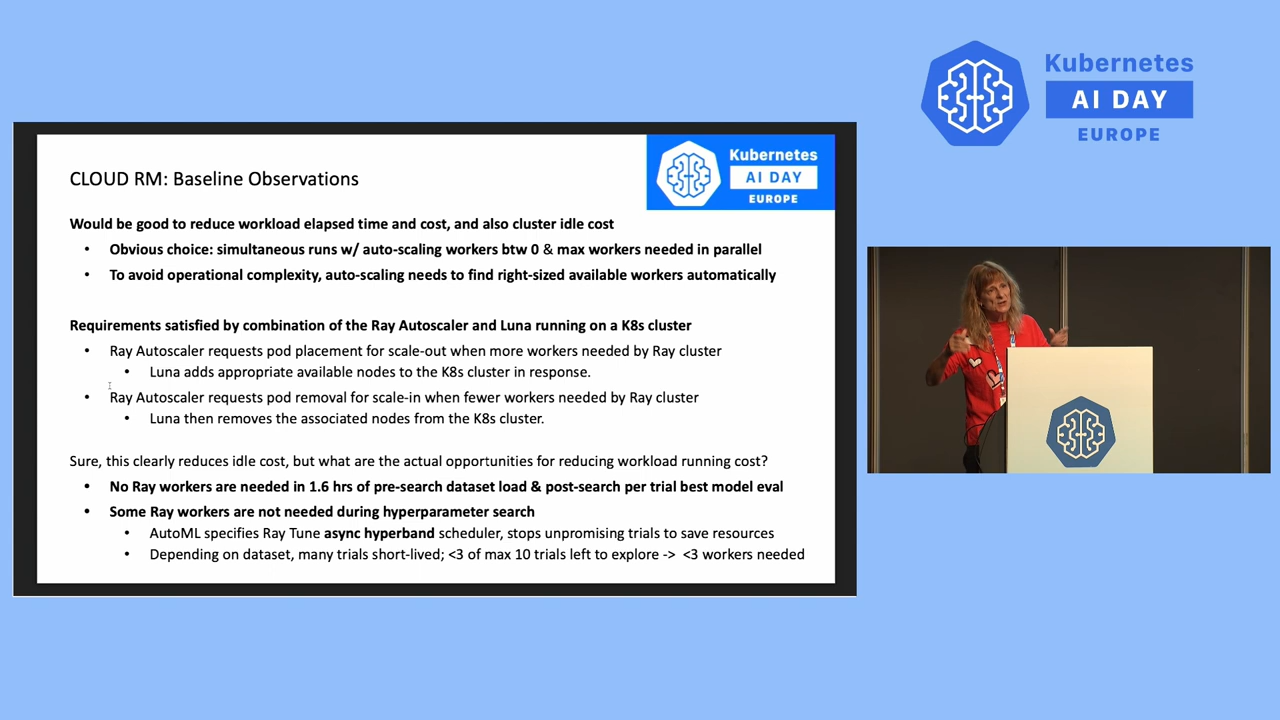 Kubernetes
AI DAY
EUROPE
CLOUD RM: Baseline Observations
Kubernetes
AI DAY
EUROPE
Would be good to reduce workload elapsed time and cost, and also cluster idle cost
• Obvious choice: simultaneous runs w/ auto-scaling workers btw 0 & max workers needed in parallel
• To avoid operational complexity, auto-scaling needs to find right-sized available workers automatically
Requirements satisfied by combination of the Ray Autoscaler and Luna running on a K8s cluster
• Ray Autoscaler requests pod placement for scale-out when more workers needed by Ray cluster
• Luna adds appropriate available nodes to the K8s cluster in response.
• Ray Autoscaler requests pod removal for scale-in when fewer workers needed by Ray cluster
• Luna then removes the associated nodes from the K8s cluster.
Sure, this clearly reduces idle cost, but what are the actual opportunities for reducing workload running cost?
• No Ray workers are needed in 1.6 hrs of pre-search dataset load & post-search per trial best model eval
• Some Ray workers are not needed during hyperparameter search
• AutoML specifies Ray Tune async hyperband scheduler, stops unpromising trials to save resources
• Depending on dataset, many trials short-lived; <3 of max 10 trials left to explore -> <3 workers needed